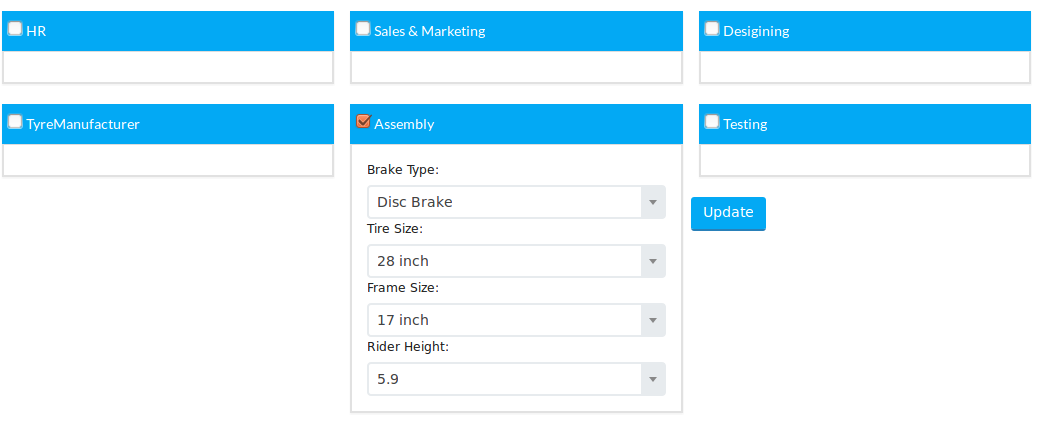 HR
Sales & Marketing
Desigining
TyreManufacturer
Assembly
Testing
Brake Type:
Disc Brake
Tire Size:
28 inch
Frame Size:
17 inch
Rider Height:
5.9
Update